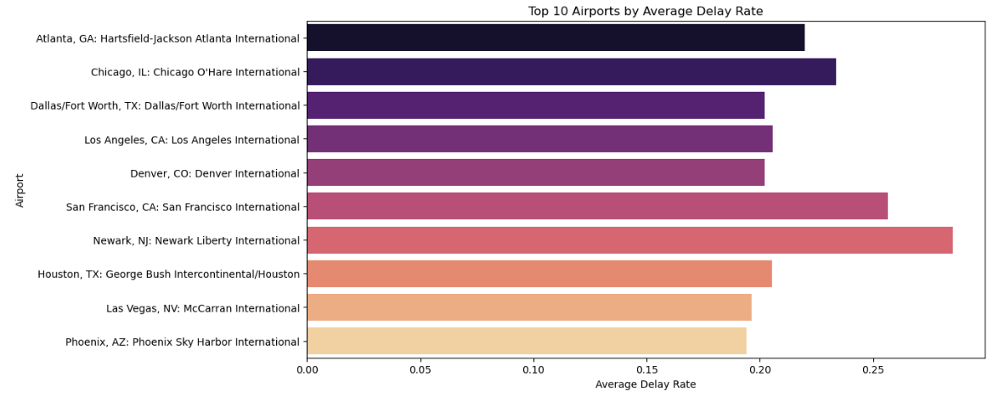 Top 10 Airports by Average Delay Rate
Atlanta, GA: Hartsfield-Jackson Atlanta International
Chicago, IL: Chicago O'Hare International
Dallas/Fort Worth, TX: Dallas/Fort Worth International
Los Angeles, CA: Los Angeles International
Denver, CO: Denver International
San Francisco, CA: San Francisco International
Newark, NJ: Newark Liberty International
Houston, TX: George Bush Intercontinental/Houston
Las Vegas, NV: McCarran International
Phoenix, AZ: Phoenix Sky Harbor International
Airport
0.00 0.05 0.10 0.15 0.20 0.25
Average Delay Rate